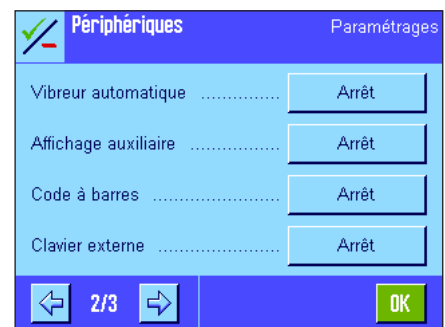 Périphériques Paramétrages
Vibreur automatique .............. Arrêt
Affichage auxiliaire ................ Arrêt
Code à barres ...................... Arrêt
Clavier externe ..................... Arrêt
2/3 OK